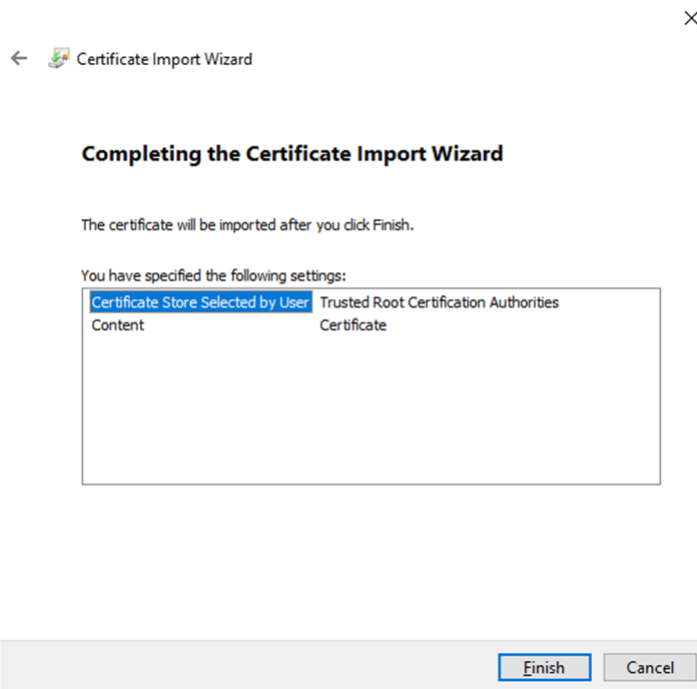 Certificate Import Wizard
Completing the Certificate Import Wizard
The certificate will be imported after you click Finish.
You have specified the following settings:
Certificate Store Selected by User Trusted Root Certification Authorities
Content Certificate
Finish Cancel